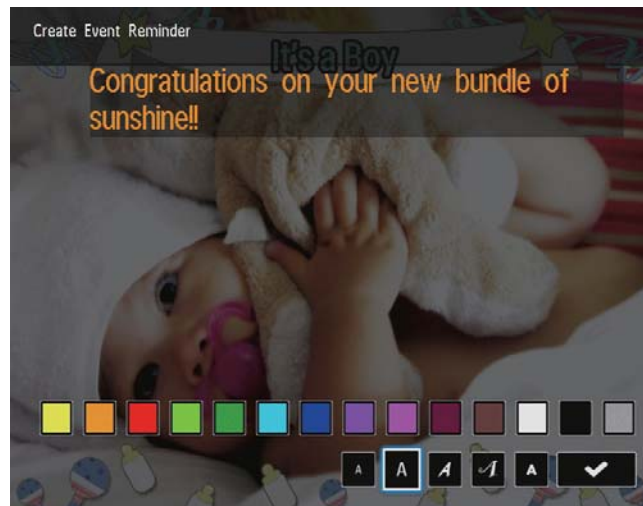 Create Event Reminder
It's a Boy
Congratulations on your new bundle of
sunshine!!
A A A A A